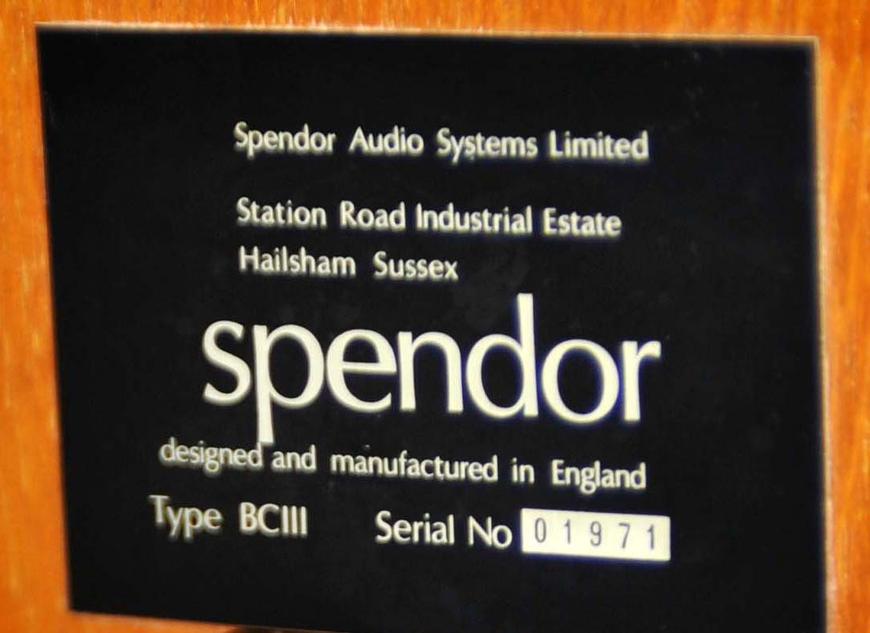 Spendor Audio Systems Limited
Station Road Industrial Estate
Hailsham Sussex
spendor
designed and manufactured in England
Type BCIII Serial No 01971